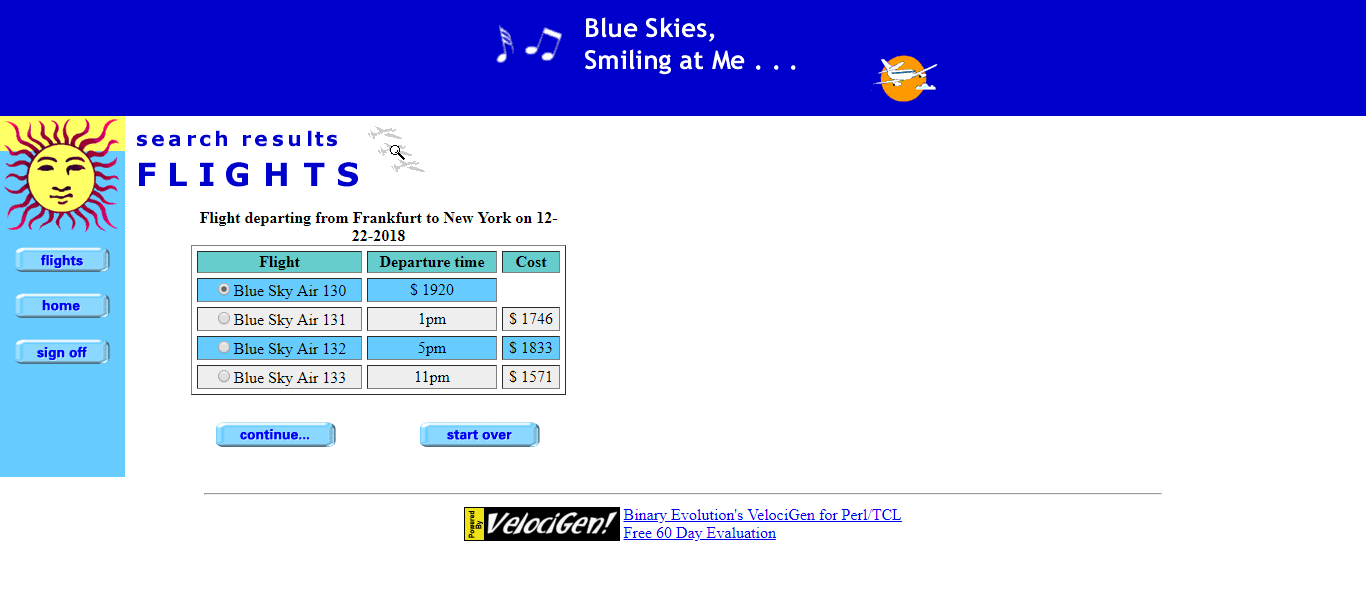 Blue Skies,
Smiling at Me . . .
search results
FLIGHTS
Flight departing from Frankfurt to New York on 12-
22-2018
Flight Departure time Cost
Blue Sky Air 130 $ 1920
Blue Sky Air 131 1pm $ 1746
Blue Sky Air 132 5pm $ 1833
Blue Sky Air 133 11pm $ 1571
flights
home
sign off
continue... start over
Powered By VelociGen!
Binary Evolution's VelociGen for Perl/TCL
Free 60 Day Evaluation